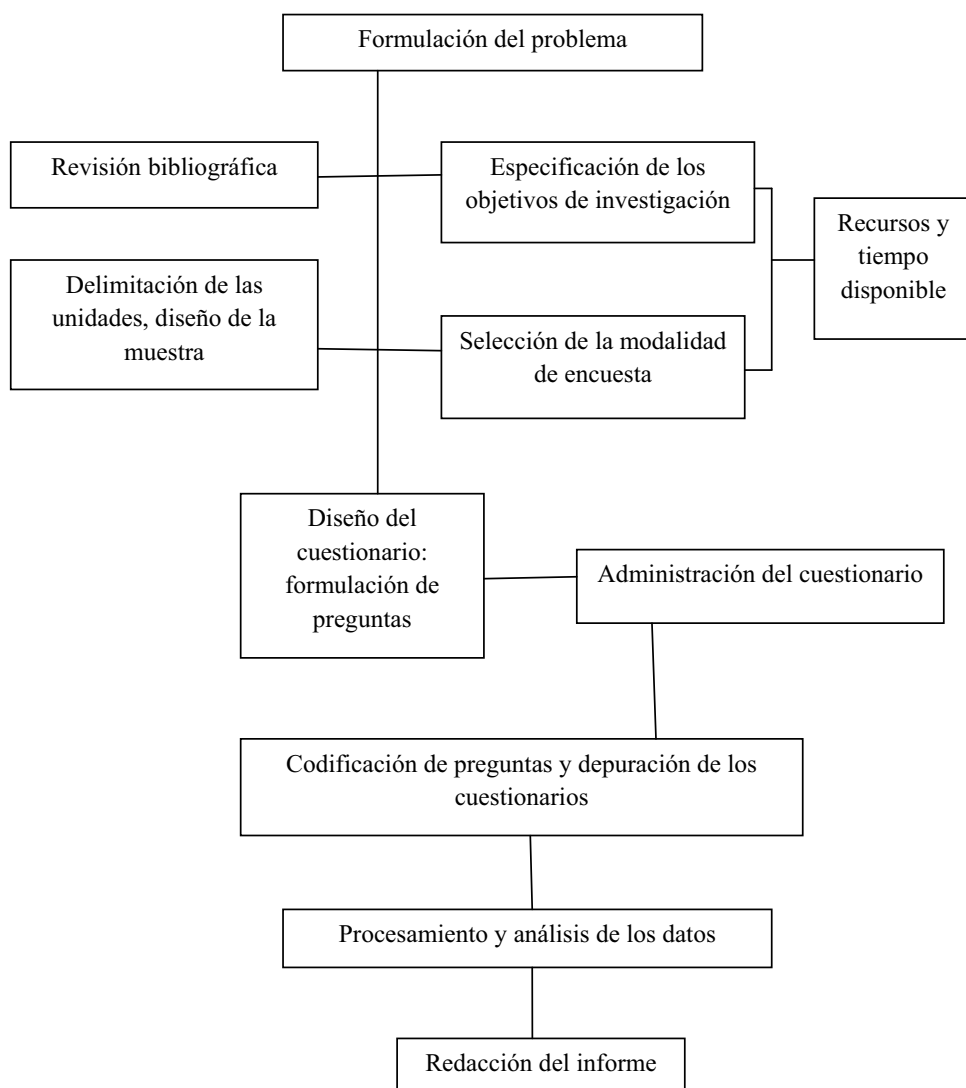 Formulación del problema
Revisión bibliográfica
Especificación de los
objetivos de investigación
Recursos y
tiempo
disponible
Delimitación de las
unidades, diseño de la
muestra
Selección de la modalidad
de encuesta
Diseño del
cuestionario:
formulación de
preguntas
Administración del cuestionario
Codificación de preguntas y depuración de los
cuestionarios
Procesamiento y análisis de los datos
Redacción del informe